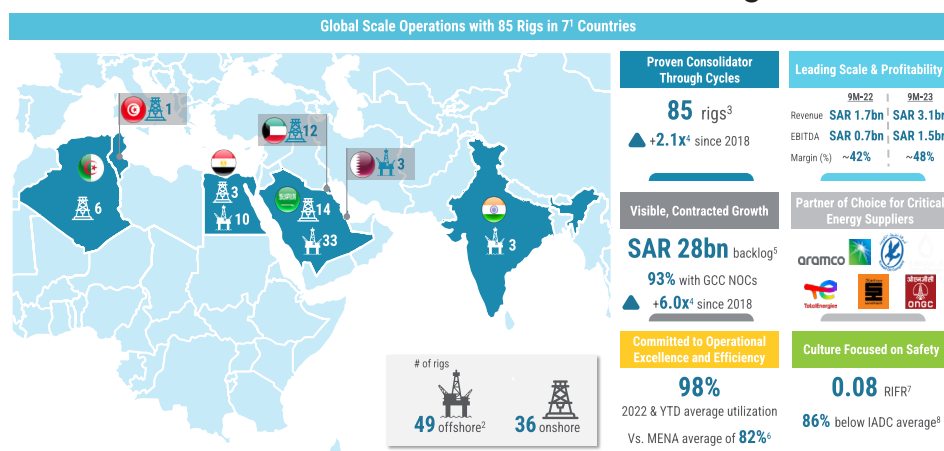 Global Scale Operations with 85 Rigs in 7¹ Countries
1
12
3
6
3
10
14
33
3
# of rigs
49 offshore²
36 onshore
Proven Consolidator
Through Cycles
85 rigs³
+2.1x⁴ since 2018
Leading Scale & Profitability
9M-22 9M-23
Revenue SAR 1.7bn SAR 3.1bn
EBITDA SAR 0.7bn SAR 1.5bn
Margin (%) ~42% ~48%
Visible, Contracted Growth
SAR 28bn backlog⁵
93% with GCC NOCs
+6.0x⁴ since 2018
Partner of Choice for Critical
Energy Suppliers
aramco
TotalEnergies
ओएनजीसी
ONGC
Committed to Operational
Excellence and Efficiency
98%
2022 & YTD average utilization
Vs. MENA average of 82%⁶
Culture Focused on Safety
0.08 RIFR⁷
86% below IADC average⁸